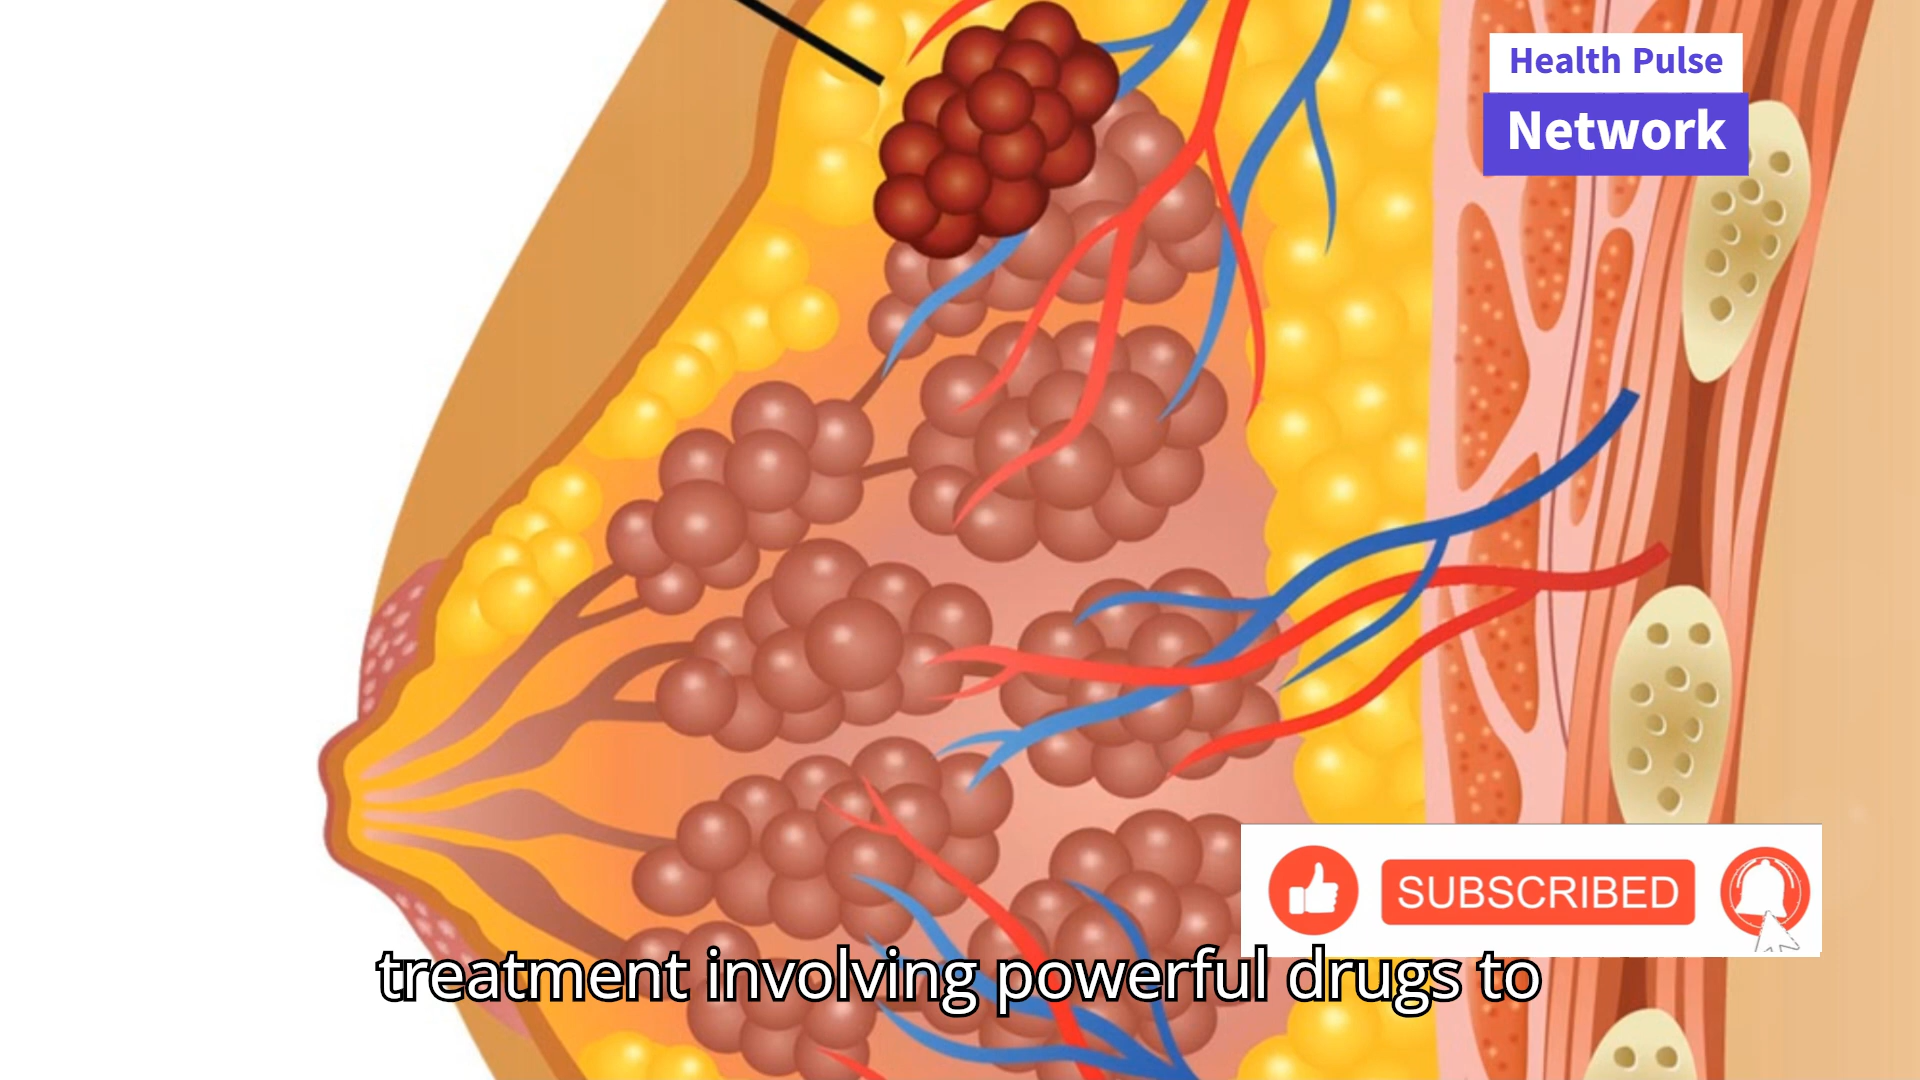 Health Pulse
Network
SUBSCRIBED
treatment involving powerful drugs to